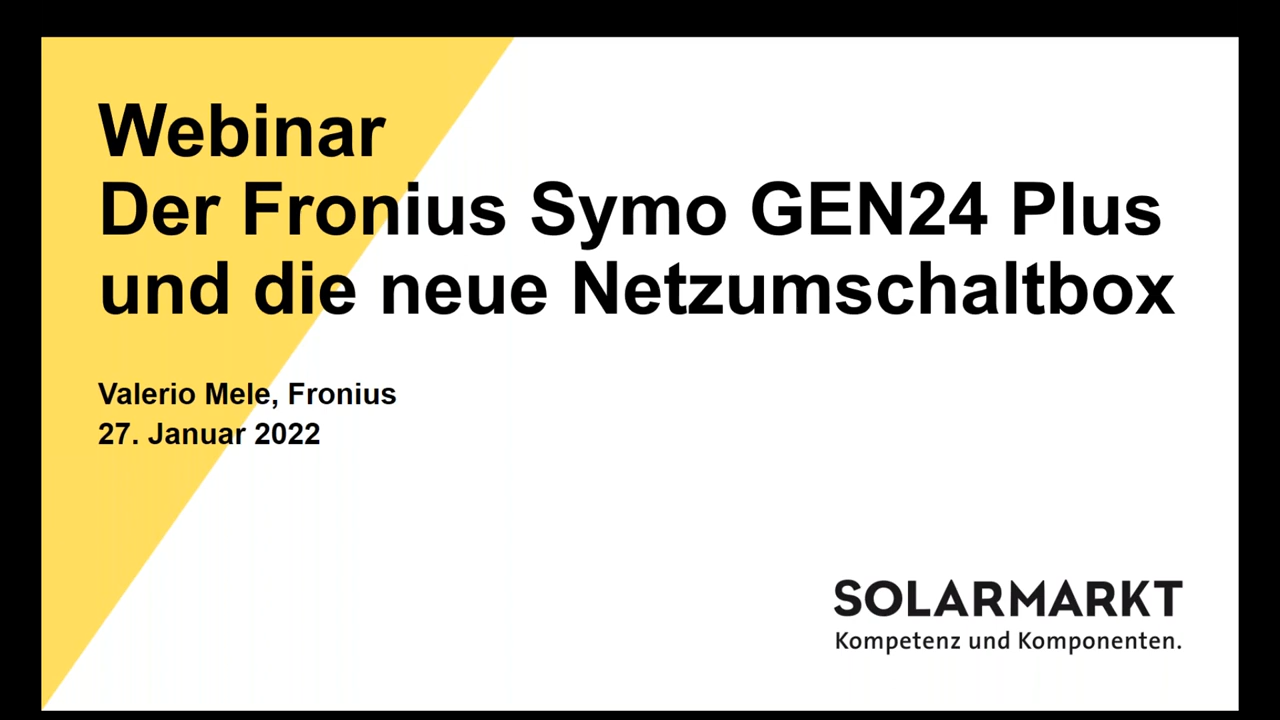 Webinar
Der Fronius Symo GEN24 Plus
und die neue Netzumschaltbox
Valerio Mele, Fronius
27. Januar 2022
SOLARMARKT
Kompetenz und Komponenten.